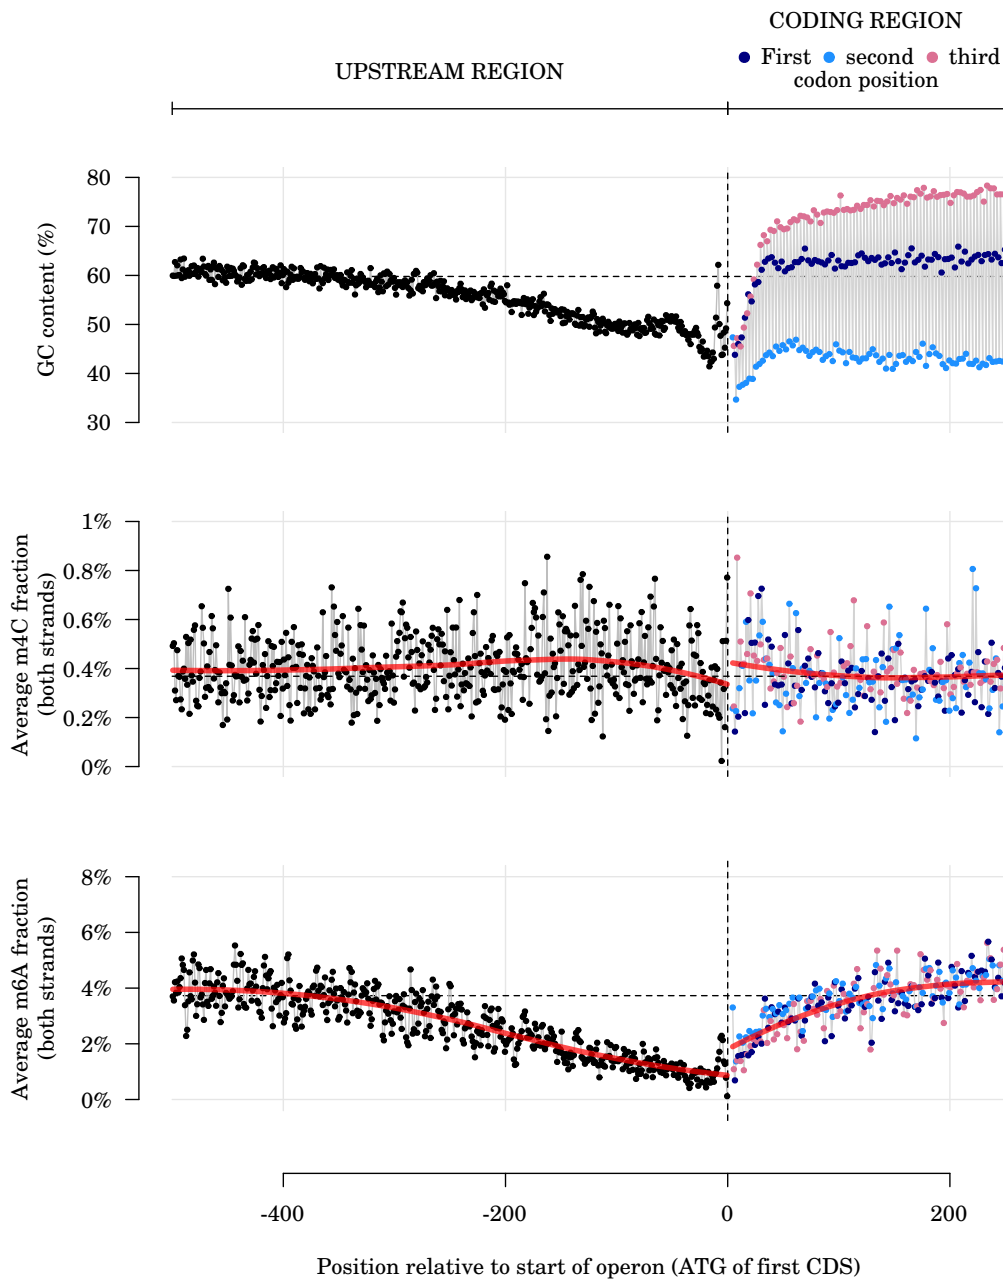 CODING REGION
First second third
codon position
UPSTREAM REGION
GC content (%)
80
70
60
50
40
30
Average m4C fraction
(both strands)
1%
0.8%
0.6%
0.4%
0.2%
0%
Average m6A fraction
(both strands)
8%
6%
4%
2%
0%
-400 -200 0 200
Position relative to start of operon (ATG of first CDS)